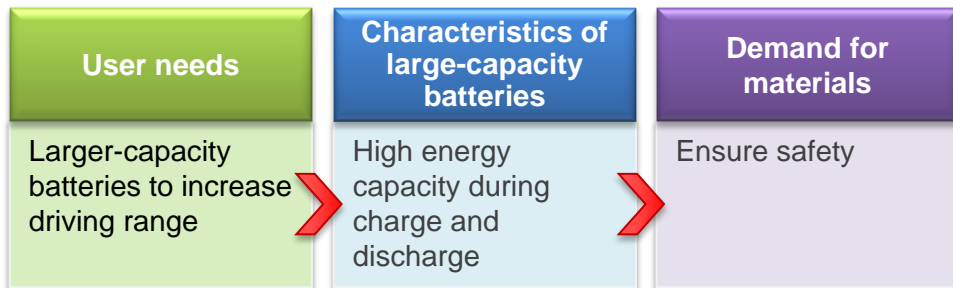 User needs
Larger-capacity
batteries to increase
driving range
Characteristics of
large-capacity
batteries
High energy
capacity during
charge and
discharge
Demand for
materials
Ensure safety